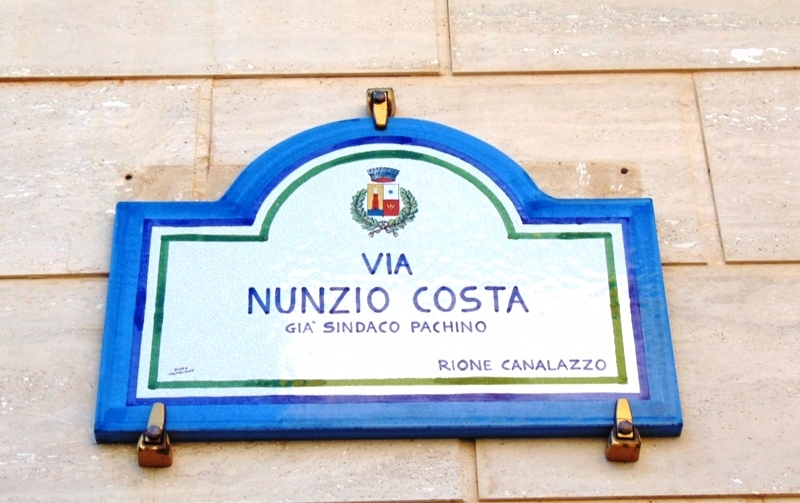 VIA
NUNZIO COSTA
GIA' SINDACO PACHINO
RIONE CANALAZZO